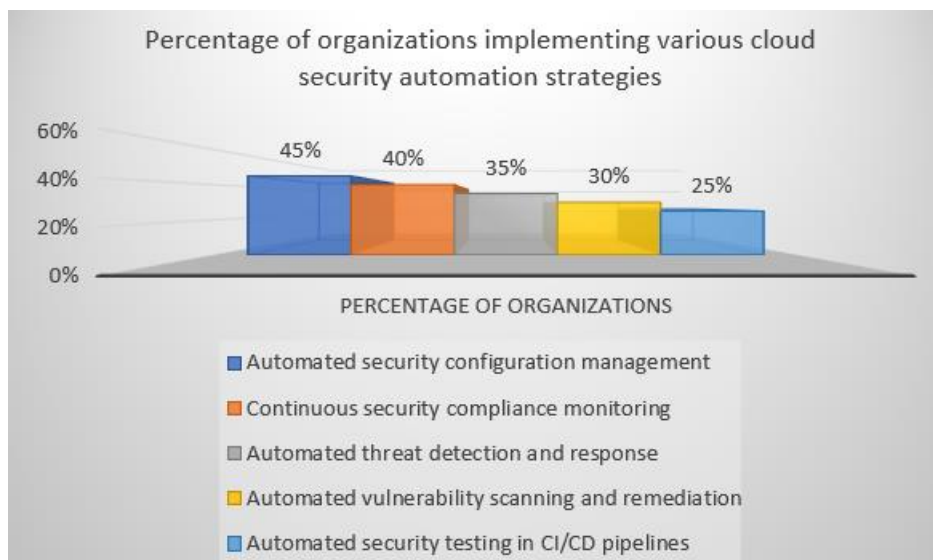 Percentage of organizations implementing various cloud
security automation strategies
60%
40%
20%
0%
45%
40%
35%
30%
25%
PERCENTAGE OF ORGANIZATIONS
Automated security configuration management
Continuous security compliance monitoring
Automated threat detection and response
Automated vulnerability scanning and remediation
Automated security testing in CI/CD pipelines